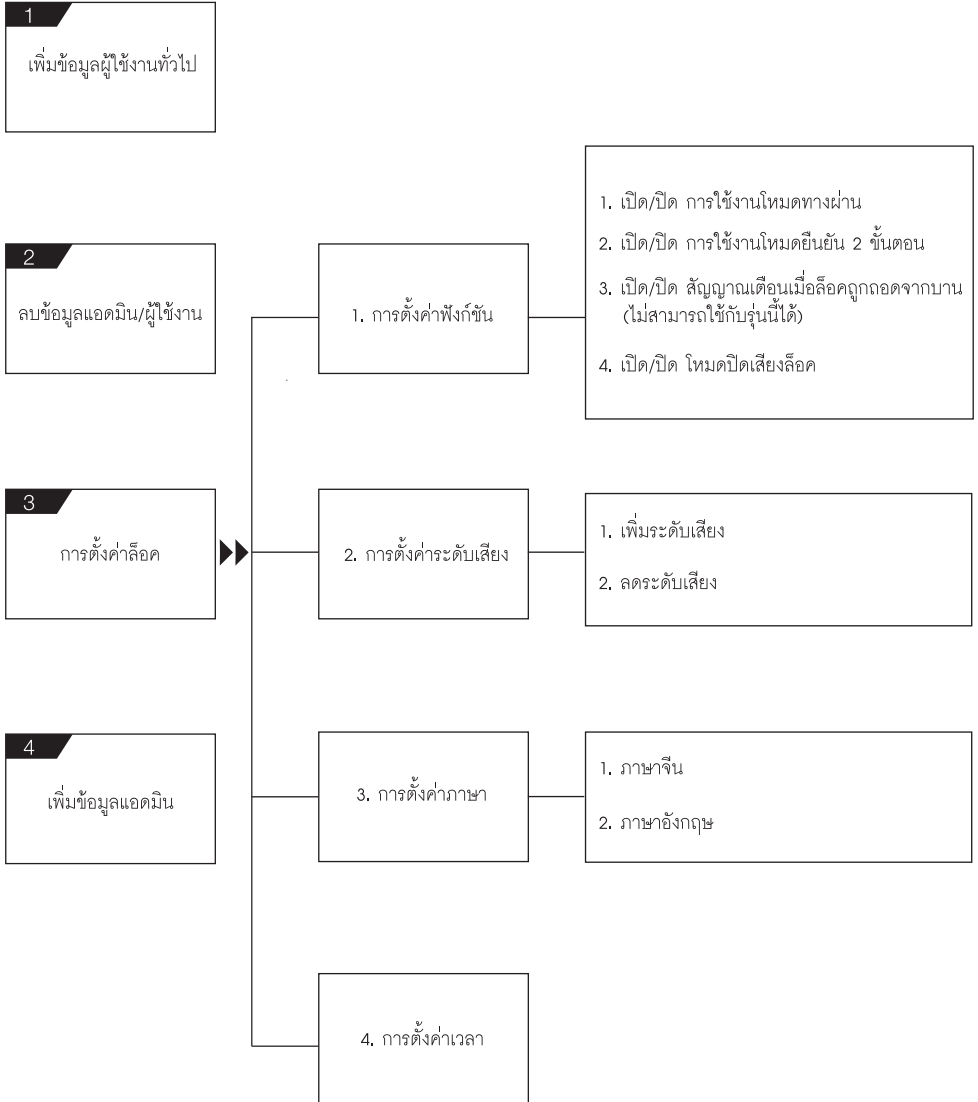 1
เพิ่มข้อมูลผู้ใช้งานทั่วไป
2
ลบข้อมูลแอดมิน/ผู้ใช้งาน
3
การตั้งค่าล็อค
4
เพิ่มข้อมูลแอดมิน
1. การตั้งค่าฟังก์ชัน
1. เปิด/ปิด การใช้งานโหมดทางผ่าน
2. เปิด/ปิด การใช้งานโหมดยืนยัน 2 ขั้นตอน
3. เปิด/ปิด สัญญาณเตือนเมื่อล็อคถูกถอดจากบาน
(ไม่สามารถใช้กับรุ่นนี้ได้)
4. เปิด/ปิด โหมดปิดเสียงล็อค
2. การตั้งค่าระดับเสียง
1. เพิ่มระดับเสียง
2. ลดระดับเสียง
3. การตั้งค่าภาษา
1. ภาษาจีน
2. ภาษาอังกฤษ
4. การตั้งค่าเวลา